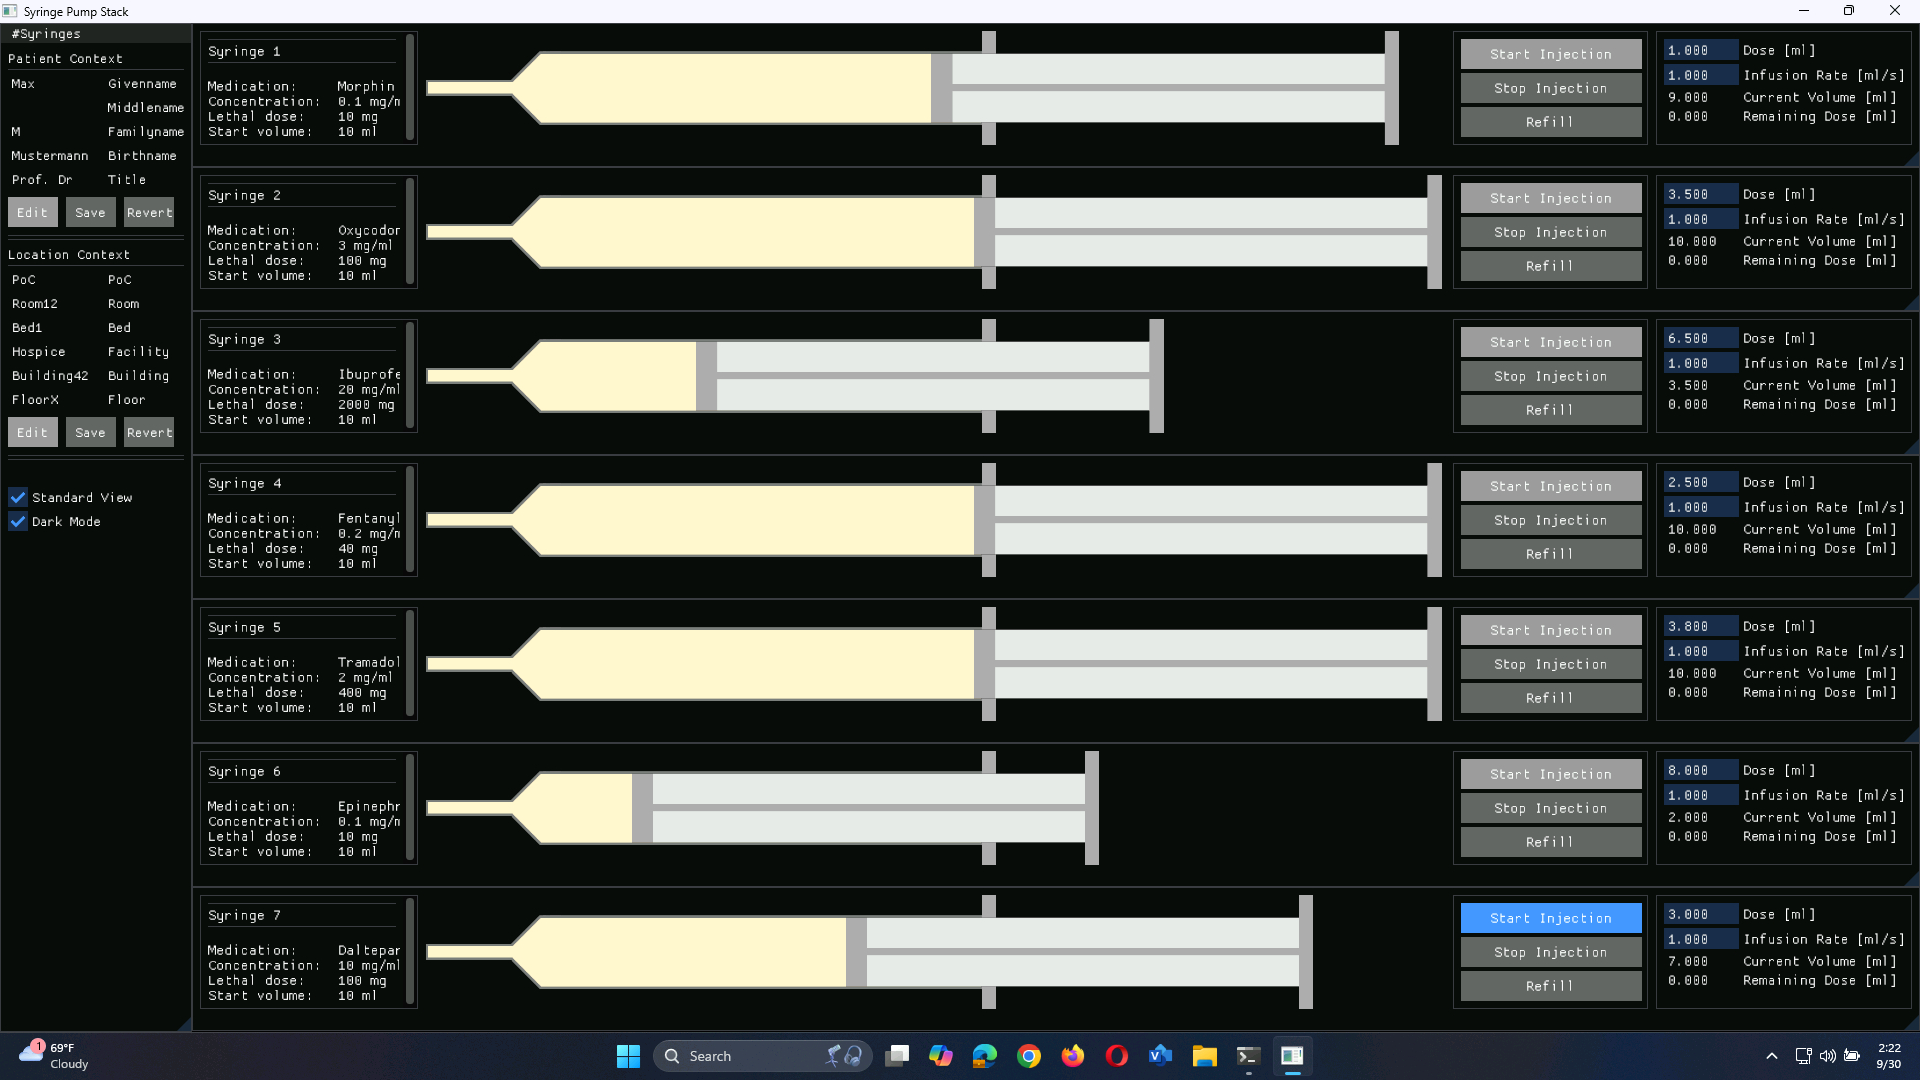 Syringe Pump Stack
#Syringes
Patient Context
Max Givenname
Middlename
M Familyname
Mustermann Birthname
Prof. Dr Title
Edit Save Revert
Location Context
PoC PoC
Room12 Room
Bed1 Bed
Hospice Facility
Building42 Building
FloorX Floor
Edit Save Revert
Standard View
Dark Mode
Syringe 1
Medication: Morphin
Concentration: 0.1 mg/m
Lethal dose: 10 mg
Start volume: 10 ml
Start Injection
Stop Injection
Refill
1.000 Dose [ml]
1.000 Infusion Rate [ml/s]
9.000 Current Volume [ml]
0.000 Remaining Dose [ml]
Syringe 2
Medication: Oxycodor
Concentration: 3 mg/ml
Lethal dose: 100 mg
Start volume: 10 ml
Start Injection
Stop Injection
Refill
3.500 Dose [ml]
1.000 Infusion Rate [ml/s]
10.000 Current Volume [ml]
0.000 Remaining Dose [ml]
Syringe 3
Medication: Ibuprofe
Concentration: 20 mg/ml
Lethal dose: 2000 mg
Start volume: 10 ml
Start Injection
Stop Injection
Refill
6.500 Dose [ml]
1.000 Infusion Rate [ml/s]
3.500 Current Volume [ml]
0.000 Remaining Dose [ml]
Syringe 4
Medication: Fentanyl
Concentration: 0.2 mg/m
Lethal dose: 40 mg
Start volume: 10 ml
Start Injection
Stop Injection
Refill
2.500 Dose [ml]
1.000 Infusion Rate [ml/s]
10.000 Current Volume [ml]
0.000 Remaining Dose [ml]
Syringe 5
Medication: Tramadol
Concentration: 2 mg/ml
Lethal dose: 400 mg
Start volume: 10 ml
Start Injection
Stop Injection
Refill
3.800 Dose [ml]
1.000 Infusion Rate [ml/s]
10.000 Current Volume [ml]
0.000 Remaining Dose [ml]
Syringe 6
Medication: Epinephr
Concentration: 0.1 mg/m
Lethal dose: 10 mg
Start volume: 10 ml
Start Injection
Stop Injection
Refill
8.000 Dose [ml]
1.000 Infusion Rate [ml/s]
2.000 Current Volume [ml]
0.000 Remaining Dose [ml]
Syringe 7
Medication: Daltepar
Concentration: 10 mg/ml
Lethal dose: 100 mg
Start volume: 10 ml
Start Injection
Stop Injection
Refill
3.000 Dose [ml]
1.000 Infusion Rate [ml/s]
7.000 Current Volume [ml]
0.000 Remaining Dose [ml]
1
69°F
Cloudy
Search
2:22
9/30